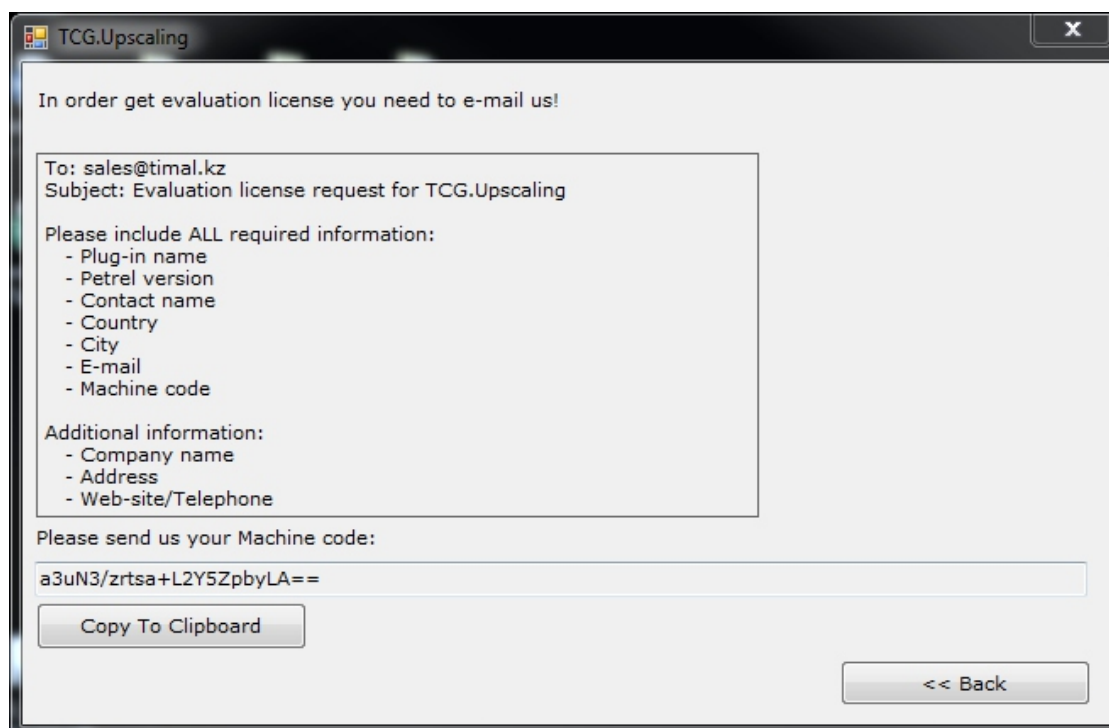 TCG.Upscaling
x
In order get evaluation license you need to e-mail us!
To: sales@timal.kz
Subject: Evaluation license request for TCG.Upscaling
Please include ALL required information:
- Plug-in name
- Petrel version
- Contact name
- Country
- City
- E-mail
- Machine code
Additional information:
- Company name
- Address
- Web-site/Telephone
Please send us your Machine code:
a3uN3/zrtsa+L2Y5ZpbyLA==
Copy To Clipboard
<< Back